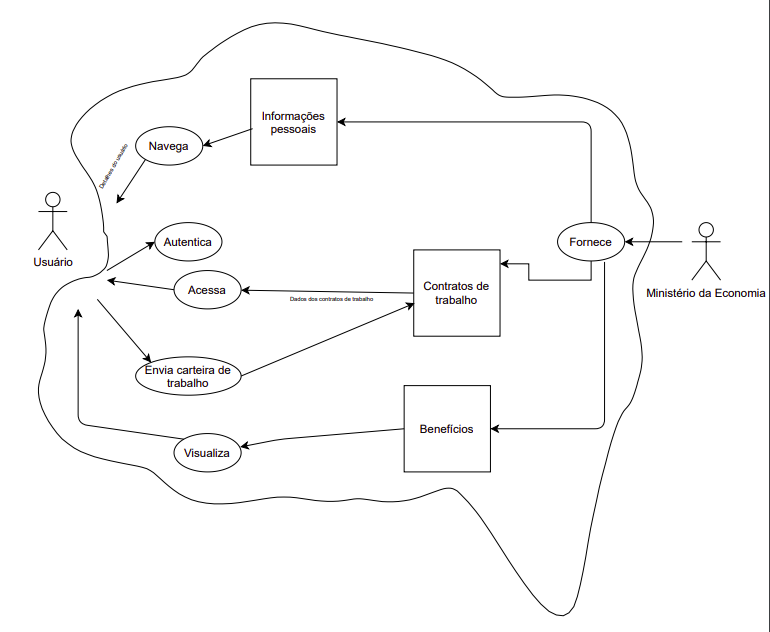 Informações
pessoais
Navega
Detalhes do usuário
Usuário
Autentica
Fornece
Ministério da Economia
Acessa
Dados dos contratos de trabalho
Contratos de
trabalho
Envia carteira de
trabalho
Benefícios
Visualiza